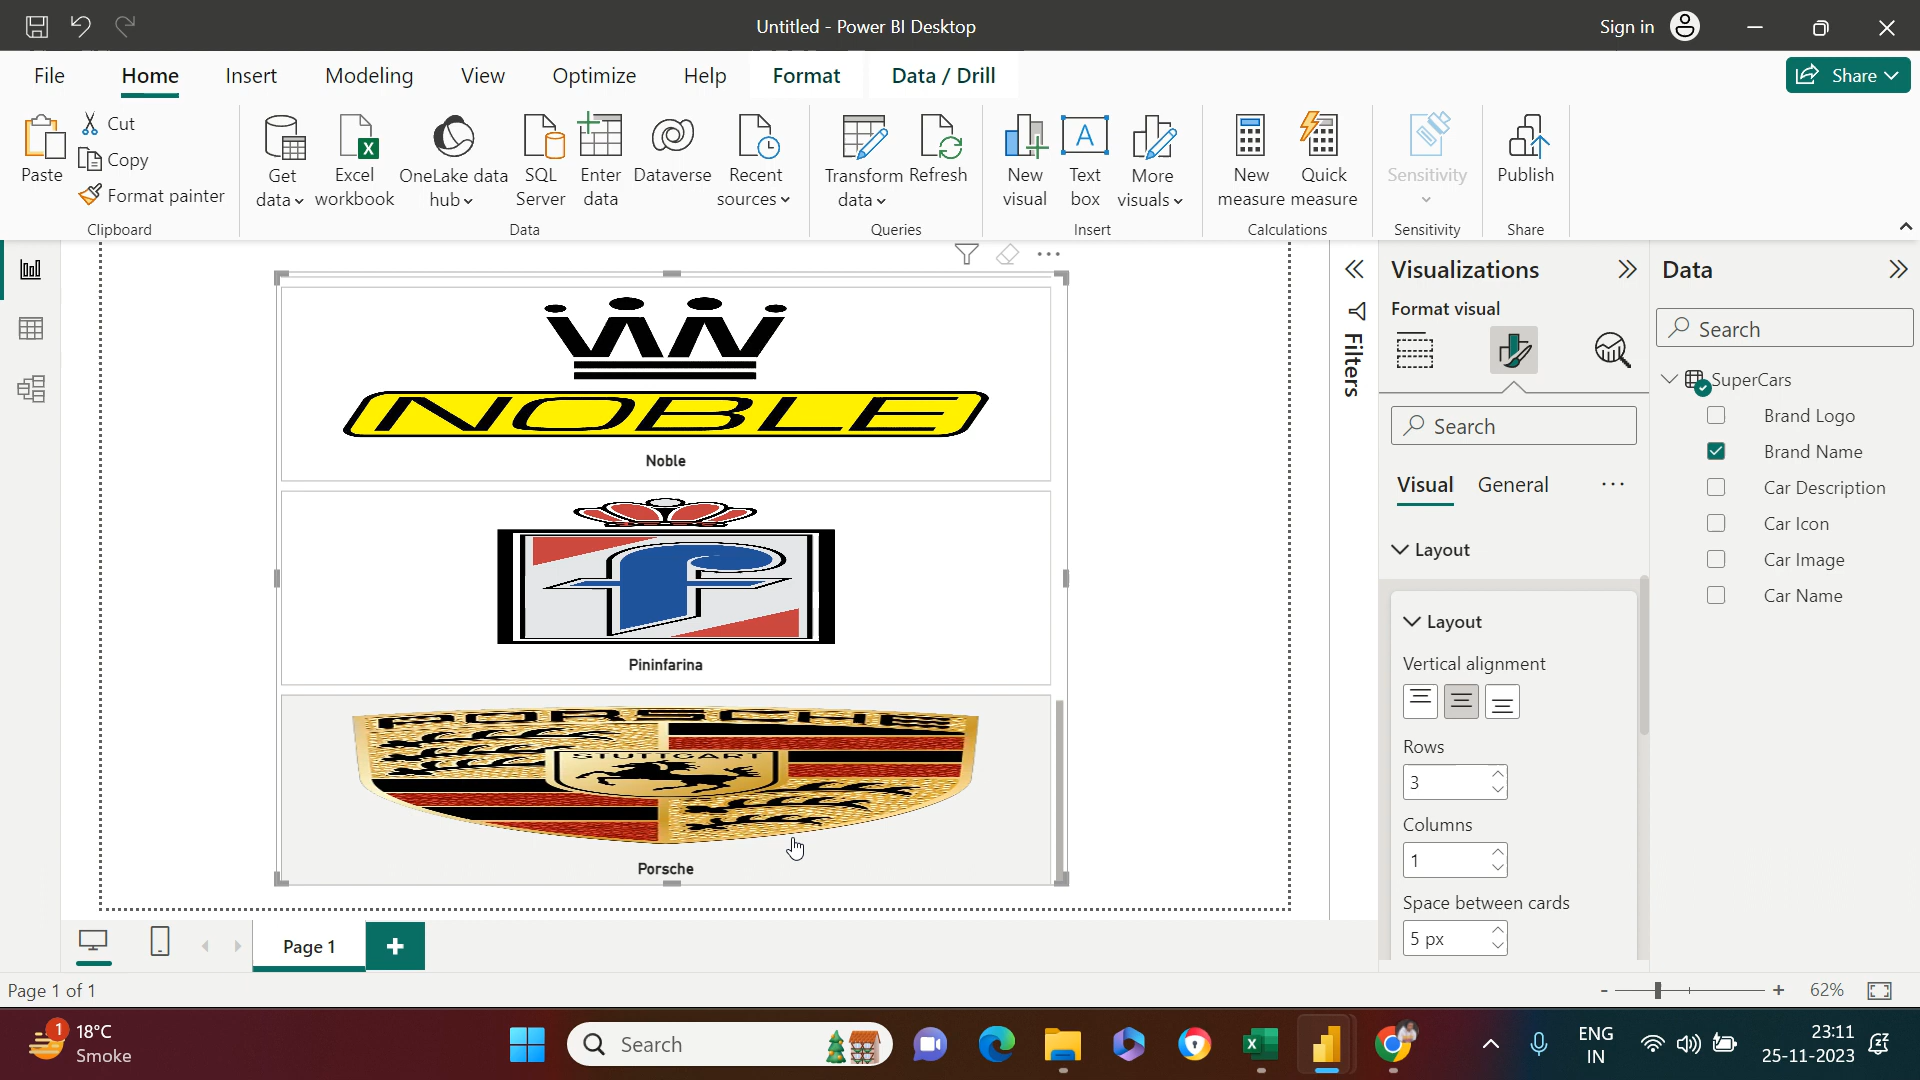 Untitled - Power BI Desktop
Sign in
File
Home
Insert
Modeling
View
Optimize
Help
Format
Data / Drill
Share
Paste
Cut
Copy
Format painter
Clipboard
Get data
Excel workbook
OneLake data hub
SQL Server
Enter data
Dataverse
Recent sources
Data
Transform data
Refresh
Queries
New visual
A
Text box
More visuals
Insert
New measure
Quick measure
Calculations
Sensitivity
Sensitivity
Publish
Share
NOBLE
Noble
Pininfarina
PORSCHE
STUTTGART
Porsche
Filters
Visualizations
Format visual
Search
Visual
General
Layout
Layout
Vertical alignment
Rows
3
Columns
1
Space between cards
5 px
Data
Search
SuperCars
Brand Logo
Brand Name
Car Description
Car Icon
Car Image
Car Name
Page 1
Page 1 of 1
62%
1
18°C
Smoke
Search
ENG
IN
23:11
25-11-2023